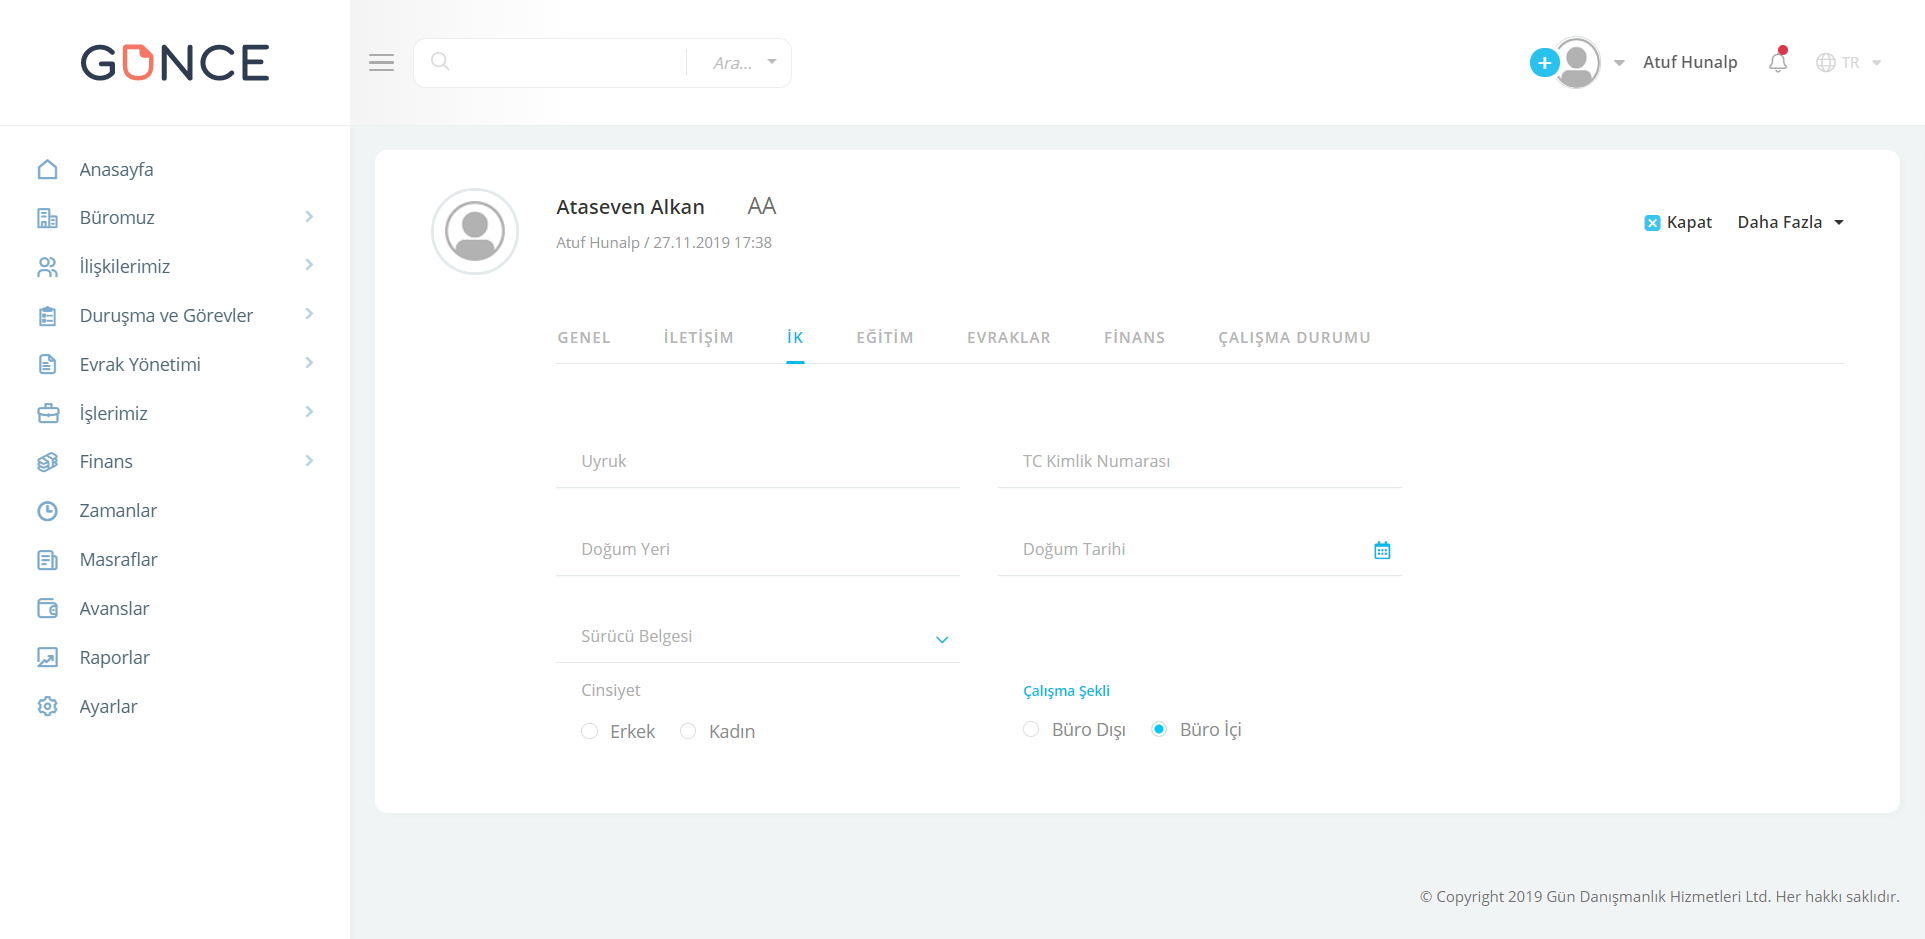 GÜNCE
Ara...
Atuf Hunalp
TR
Anasayfa
Büromuz
İlişkilerimiz
Duruşma ve Görevler
Evrak Yönetimi
İşlerimiz
Finans
Zamanlar
Masraflar
Avanslar
Raporlar
Ayarlar
Ataseven Alkan AA
Atuf Hunalp / 27.11.2019 17:38
Kapat Daha Fazla
GENEL İLETİŞİM İK EĞİTİM EVRAKLAR FİNANS ÇALIŞMA DURUMU
Uyruk TC Kimlik Numarası
Doğum Yeri Doğum Tarihi
Sürücü Belgesi
Cinsiyet Çalışma Şekli
Erkek Kadın Büro Dışı Büro İçi
© Copyright 2019 Gün Danışmanlık Hizmetleri Ltd. Her hakkı saklıdır.